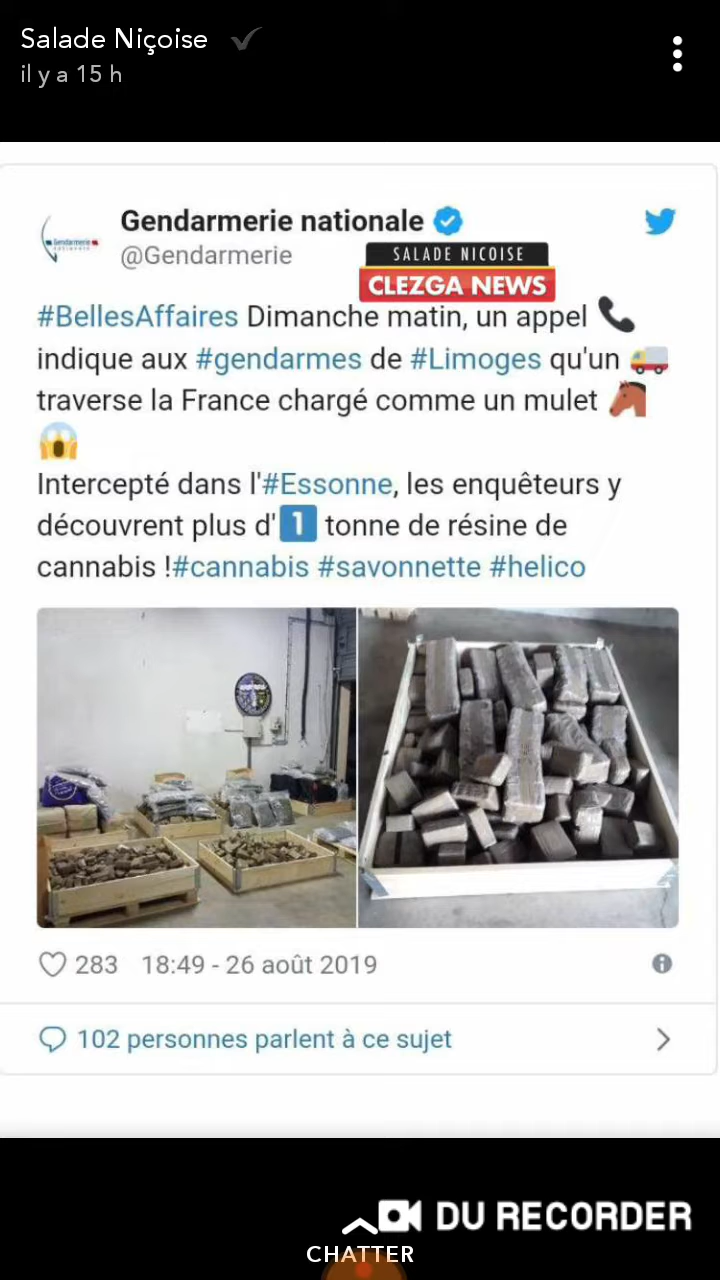 Salade Niçoise
il y a 15 h
Gendarmerie nationale
@Gendarmerie
SALADE NICOISE
CLEZGA NEWS
#BellesAffaires Dimanche matin, un appel 📞
indique aux #gendarmes de #Limoges qu'un 🚚
traverse la France chargé comme un mulet 🐴
😱
Intercepté dans l'#Essonne, les enquêteurs y
découvrent plus d'1️⃣ tonne de résine de
cannabis !#cannabis #savonnette #helico
283 18:49 - 26 août 2019
102 personnes parlent à ce sujet
DU RECORDER
CHATTER